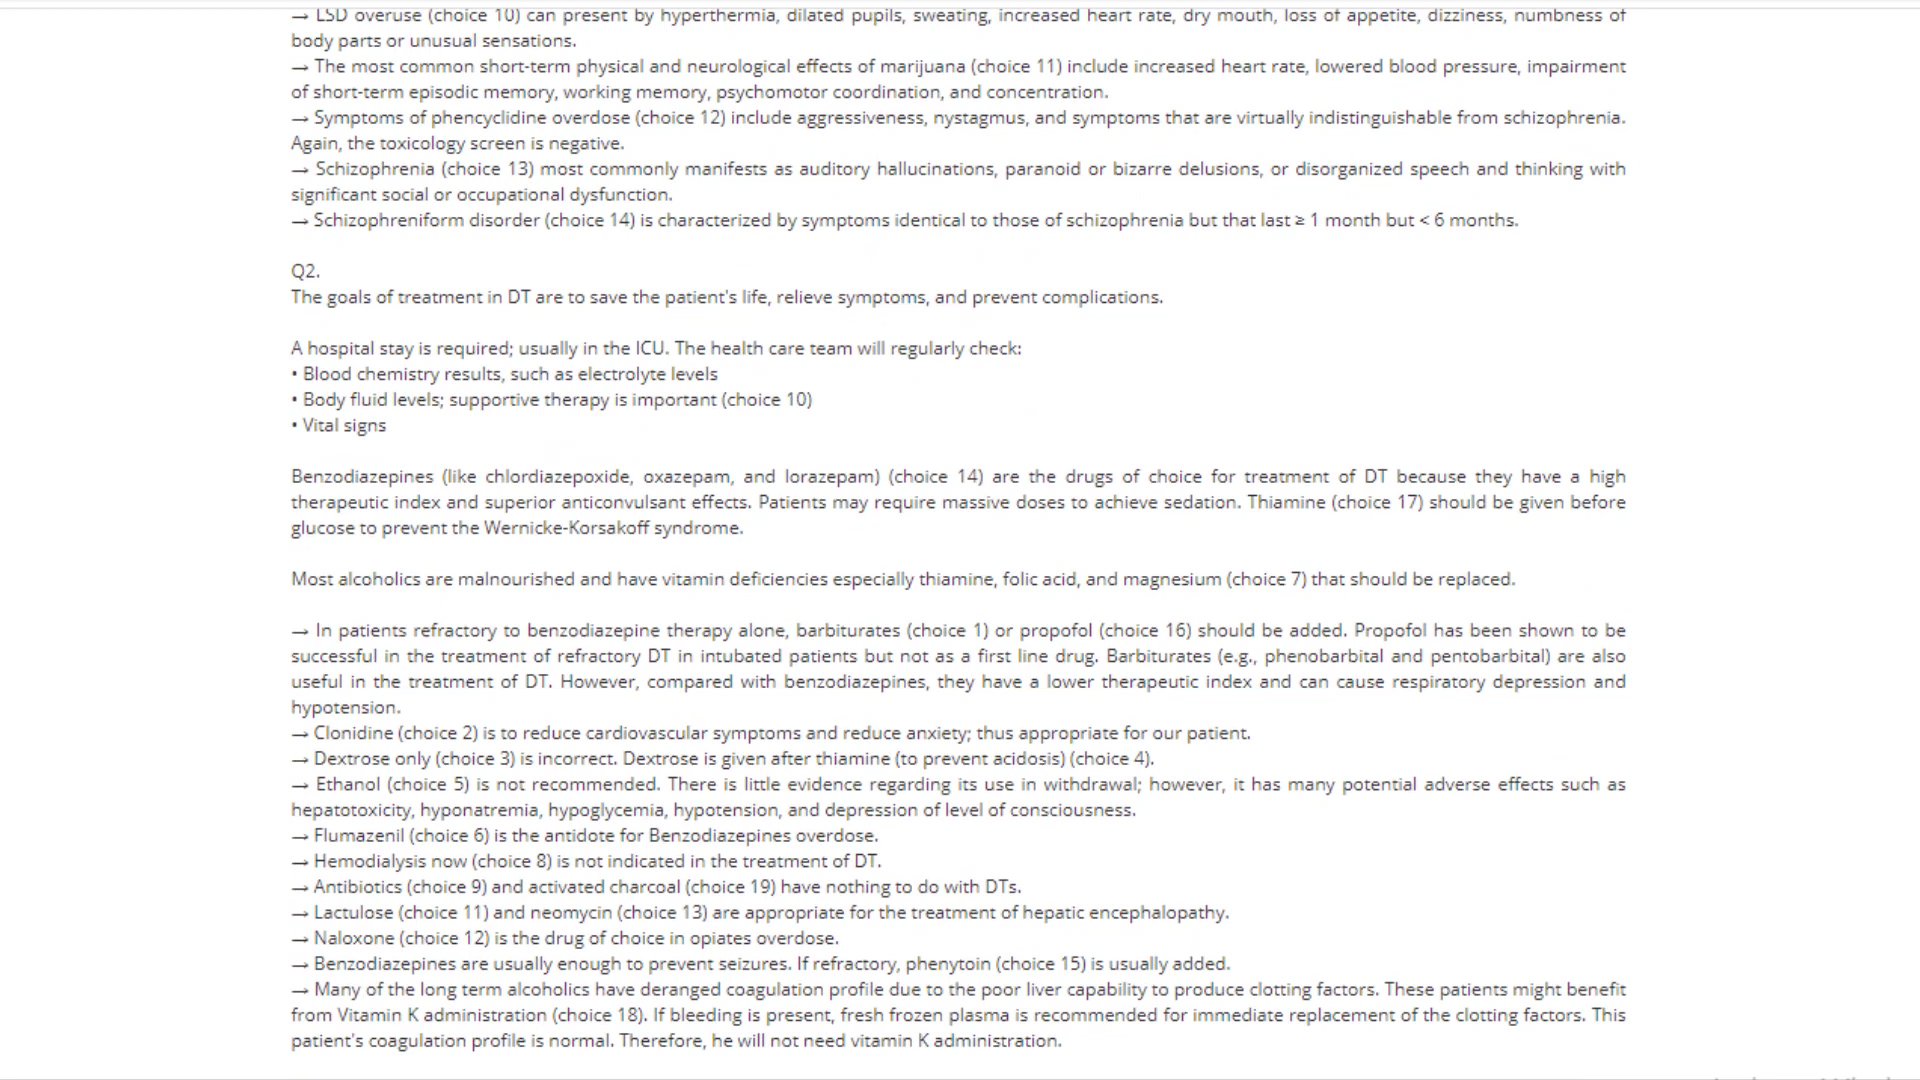 → LSD overuse (choice 10) can present by hyperthermia, dilated pupils, sweating, increased heart rate, dry mouth, loss of appetite, dizziness, numbness of
body parts or unusual sensations.
→ The most common short-term physical and neurological effects of marijuana (choice 11) include increased heart rate, lowered blood pressure, impairment
of short-term episodic memory, working memory, psychomotor coordination, and concentration.
→ Symptoms of phencyclidine overdose (choice 12) include aggressiveness, nystagmus, and symptoms that are virtually indistinguishable from schizophrenia.
Again, the toxicology screen is negative.
→ Schizophrenia (choice 13) most commonly manifests as auditory hallucinations, paranoid or bizarre delusions, or disorganized speech and thinking with
significant social or occupational dysfunction.
→ Schizophreniform disorder (choice 14) is characterized by symptoms identical to those of schizophrenia but that last ≥ 1 month but < 6 months.
Q2.
The goals of treatment in DT are to save the patient's life, relieve symptoms, and prevent complications.
A hospital stay is required; usually in the ICU. The health care team will regularly check:
• Blood chemistry results, such as electrolyte levels
• Body fluid levels; supportive therapy is important (choice 10)
• Vital signs
Benzodiazepines (like chlordiazepoxide, oxazepam, and lorazepam) (choice 14) are the drugs of choice for treatment of DT because they have a high
therapeutic index and superior anticonvulsant effects. Patients may require massive doses to achieve sedation. Thiamine (choice 17) should be given before
glucose to prevent the Wernicke-Korsakoff syndrome.
Most alcoholics are malnourished and have vitamin deficiencies especially thiamine, folic acid, and magnesium (choice 7) that should be replaced.
→ In patients refractory to benzodiazepine therapy alone, barbiturates (choice 1) or propofol (choice 16) should be added. Propofol has been shown to be
successful in the treatment of refractory DT in intubated patients but not as a first line drug. Barbiturates (e.g., phenobarbital and pentobarbital) are also
useful in the treatment of DT. However, compared with benzodiazepines, they have a lower therapeutic index and can cause respiratory depression and
hypotension.
→ Clonidine (choice 2) is to reduce cardiovascular symptoms and reduce anxiety; thus appropriate for our patient.
→ Dextrose only (choice 3) is incorrect. Dextrose is given after thiamine (to prevent acidosis) (choice 4).
→ Ethanol (choice 5) is not recommended. There is little evidence regarding its use in withdrawal; however, it has many potential adverse effects such as
hepatotoxicity, hyponatremia, hypoglycemia, hypotension, and depression of level of consciousness.
→ Flumazenil (choice 6) is the antidote for Benzodiazepines overdose.
→ Hemodialysis now (choice 8) is not indicated in the treatment of DT.
→ Antibiotics (choice 9) and activated charcoal (choice 19) have nothing to do with DTs.
→ Lactulose (choice 11) and neomycin (choice 13) are appropriate for the treatment of hepatic encephalopathy.
→ Naloxone (choice 12) is the drug of choice in opiates overdose.
→ Benzodiazepines are usually enough to prevent seizures. If refractory, phenytoin (choice 15) is usually added.
→ Many of the long term alcoholics have deranged coagulation profile due to the poor liver capability to produce clotting factors. These patients might benefit
from Vitamin K administration (choice 18). If bleeding is present, fresh frozen plasma is recommended for immediate replacement of the clotting factors. This
patient's coagulation profile is normal. Therefore, he will not need vitamin K administration.